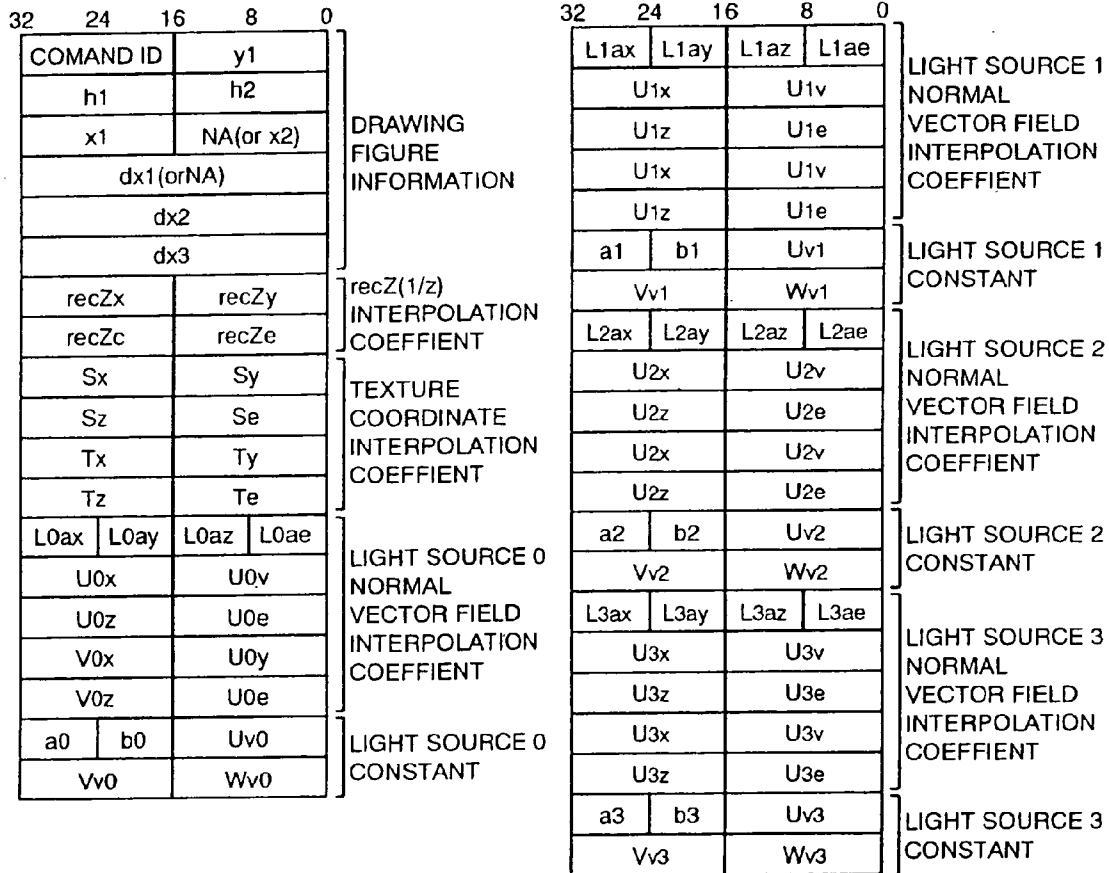 32 24 16 8 0
COMAND ID y1
h1 h2
x1 NA(or x2)
dx1(orNA)
dx2
dx3
DRAWING
FIGURE
INFORMATION
recZx recZy
recZc recZe
recZ(1/z)
INTERPOLATION
COEFFIENT
Sx Sy
Sz Se
Tx Ty
Tz Te
TEXTURE
COORDINATE
INTERPOLATION
COEFFIENT
L0ax L0ay L0az L0ae
U0x U0v
U0z U0e
V0x U0y
V0z U0e
LIGHT SOURCE 0
NORMAL
VECTOR FIELD
INTERPOLATION
COEFFIENT
a0 b0 Uv0
Vv0 Wv0
LIGHT SOURCE 0
CONSTANT
32 24 16 8 0
L1ax L1ay L1az L1ae
U1x U1v
U1z U1e
U1x U1v
U1z U1e
LIGHT SOURCE 1
NORMAL
VECTOR FIELD
INTERPOLATION
COEFFIENT
a1 b1 Uv1
Vv1 Wv1
LIGHT SOURCE 1
CONSTANT
L2ax L2ay L2az L2ae
U2x U2v
U2z U2e
U2x U2v
U2z U2e
LIGHT SOURCE 2
NORMAL
VECTOR FIELD
INTERPOLATION
COEFFIENT
a2 b2 Uv2
Vv2 Wv2
LIGHT SOURCE 2
CONSTANT
L3ax L3ay L3az L3ae
U3x U3v
U3z U3e
U3x U3v
U3z U3e
LIGHT SOURCE 3
NORMAL
VECTOR FIELD
INTERPOLATION
COEFFIENT
a3 b3 Uv3
Vv3 Wv3
LIGHT SOURCE 3
CONSTANT